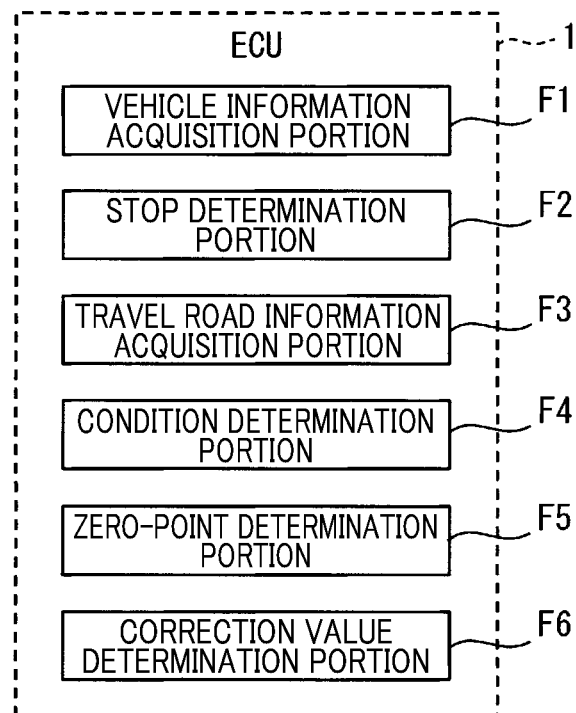 ECU
1
VEHICLE INFORMATION
ACQUISITION PORTION
F1
STOP DETERMINATION
PORTION
F2
TRAVEL ROAD INFORMATION
ACQUISITION PORTION
F3
CONDITION DETERMINATION
PORTION
F4
ZERO-POINT DETERMINATION
PORTION
F5
CORRECTION VALUE
DETERMINATION PORTION
F6